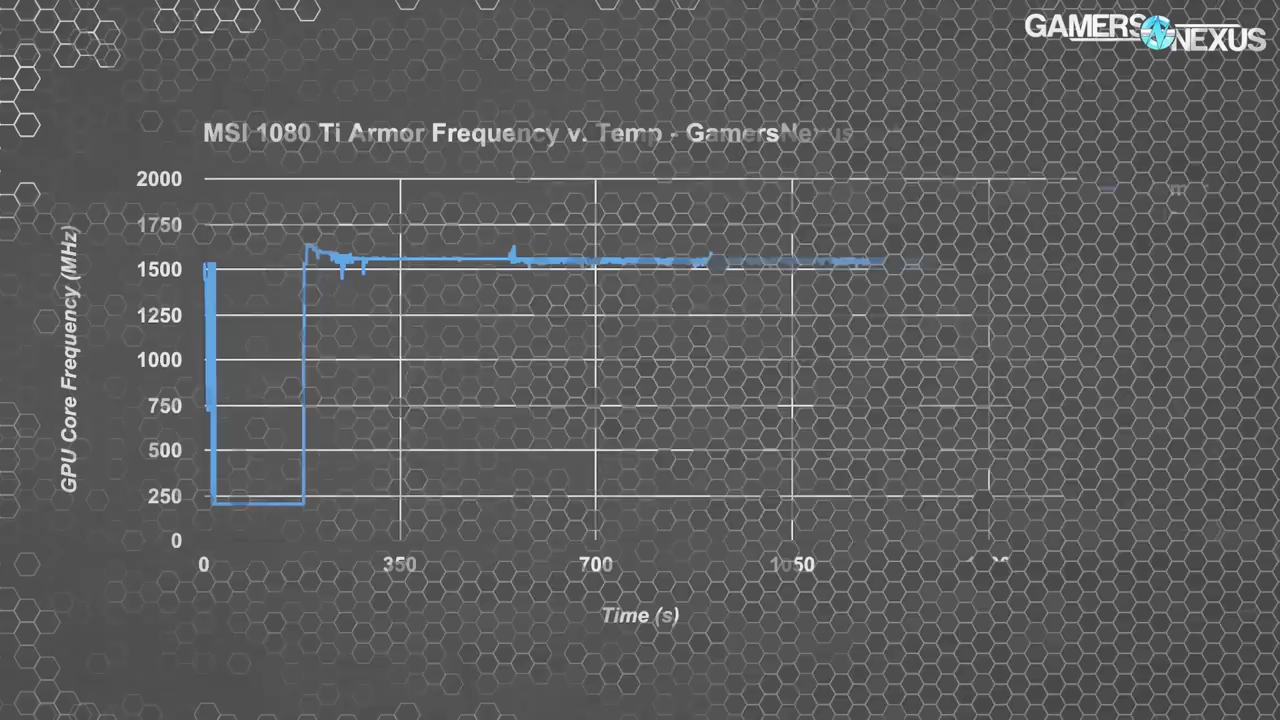 GAMERS NEXUS
MSI 1080 Ti Armor Frequency v. Temp - GamersNexus
2000
1750
1500
1250
1000
750
500
250
0
GPU Core Frequency (MHz)
0 350 700 1050
Time (s)